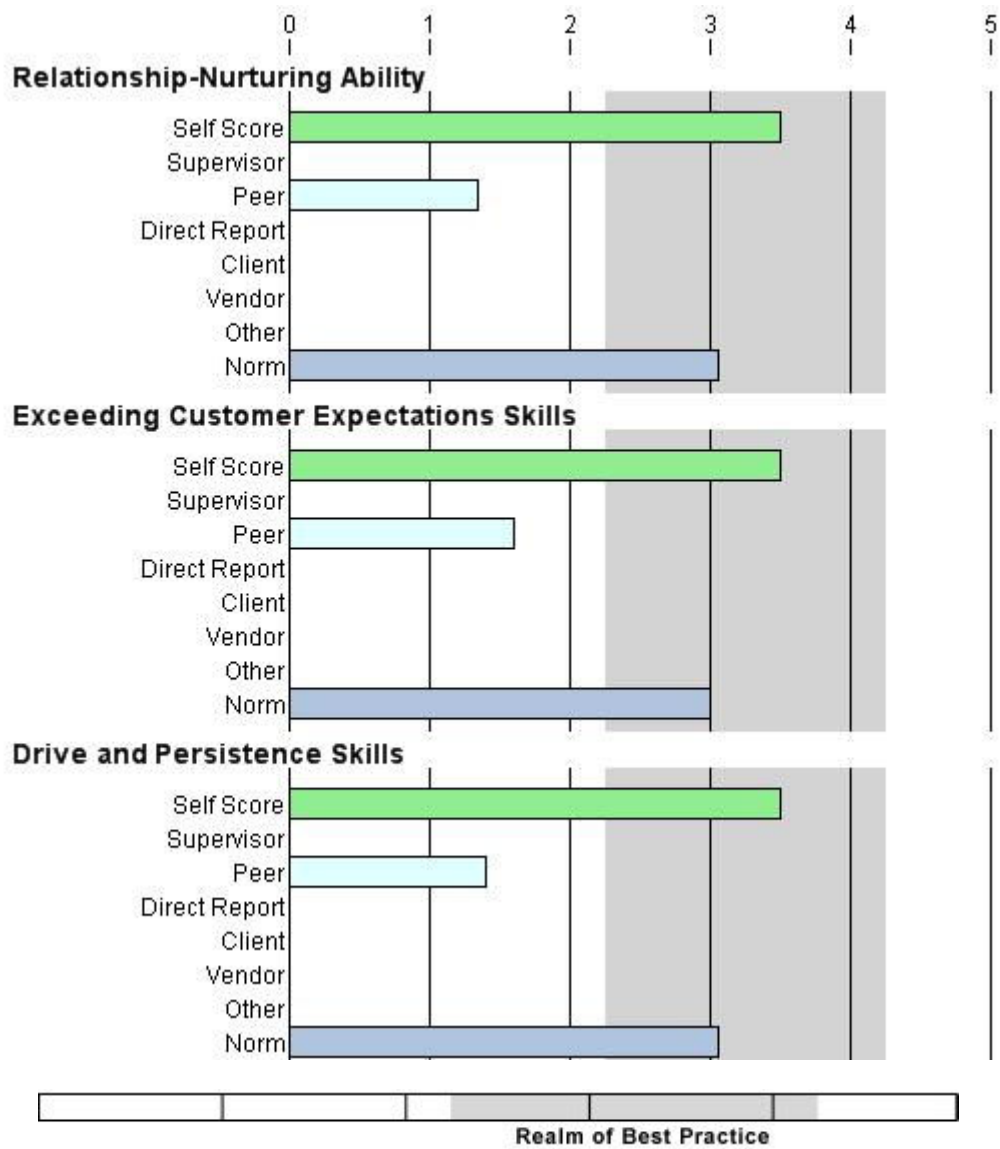 0 1 2 3 4 5
Relationship-Nurturing Ability
Self Score
Supervisor
Peer
Direct Report
Client
Vendor
Other
Norm
Exceeding Customer Expectations Skills
Self Score
Supervisor
Peer
Direct Report
Client
Vendor
Other
Norm
Drive and Persistence Skills
Self Score
Supervisor
Peer
Direct Report
Client
Vendor
Other
Norm
Realm of Best Practice